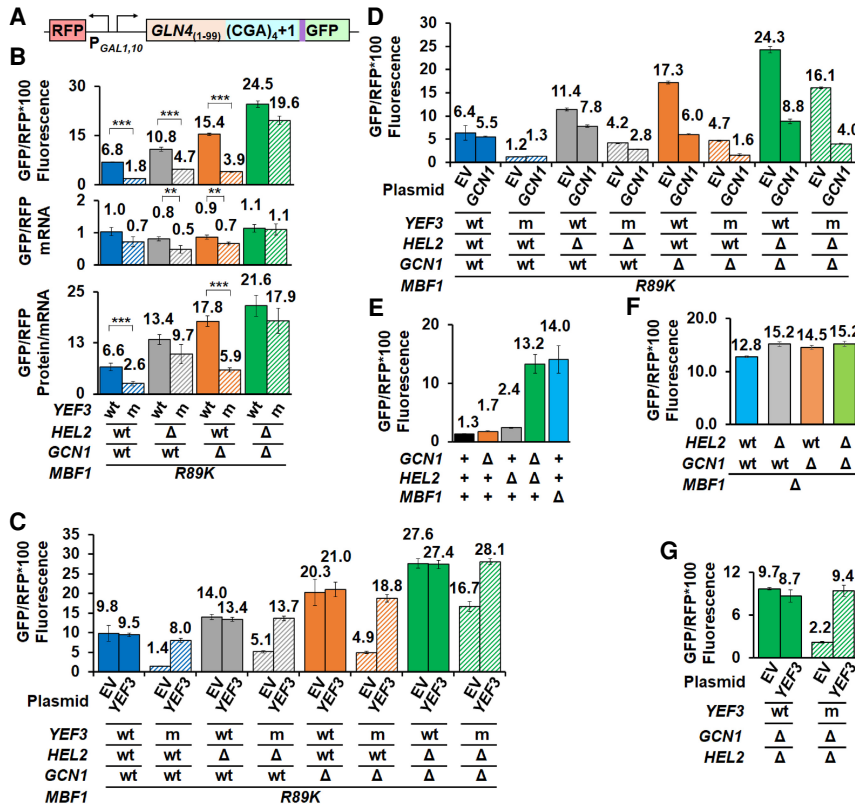 A
RFP
P GAL1,10
GLN4(1-99)
(CGA)4+1
GFP
B
GFP/RFP*100
Fluorescence
30
15
0
6.8
1.8
10.8
4.7
15.4
3.9
24.5
19.6
***
***
***
GFP/RFP
mRNA
2
1
0
1.0
0.7
0.8
0.5
0.9
0.7
1.1
1.1
**
**
GFP/RFP
Protein/mRNA
25
13
0
6.6
2.6
13.4
9.7
17.8
5.9
21.6
17.9
***
***
YEF3 wt m wt m wt m wt m
HEL2 wt Δ wt Δ
GCN1 wt wt Δ Δ
MBF1 R89K
C
GFP/RFP*100
Fluorescence
35
30
25
20
15
10
5
0
9.8
9.5
1.4
8.0
14.0
13.4
5.1
13.7
20.3
21.0
4.9
18.8
27.6
27.4
16.7
28.1
Plasmid EV YEF3 EV YEF3 EV YEF3 EV YEF3 EV YEF3 EV YEF3 EV YEF3 EV YEF3
YEF3 wt m wt m wt m wt m
HEL2 wt wt Δ Δ wt wt Δ Δ
GCN1 wt wt wt wt Δ Δ Δ Δ
MBF1 R89K
D
GFP/RFP*100
Fluorescence
30
25
20
15
10
5
0
6.4
5.5
1.2
1.3
11.4
7.8
4.2
2.8
17.3
6.0
4.7
1.6
24.3
8.8
16.1
4.0
Plasmid EV GCN1 EV GCN1 EV GCN1 EV GCN1 EV GCN1 EV GCN1 EV GCN1 EV GCN1
YEF3 wt m wt m wt m wt m
HEL2 wt wt Δ Δ wt wt Δ Δ
GCN1 wt wt wt wt Δ Δ Δ Δ
MBF1 R89K
E
GFP/RFP*100
Fluorescence
20.0
10.0
0.0
1.3
1.7
2.4
13.2
14.0
GCN1 + Δ + Δ +
HEL2 + + Δ Δ +
MBF1 + + + + Δ
F
GFP/RFP*100
Fluorescence
20.0
15.0
10.0
5.0
0.0
12.8
15.2
14.5
15.2
HEL2 wt Δ wt Δ
GCN1 wt wt Δ Δ
MBF1 Δ
G
GFP/RFP*100
Fluorescence
12
9
6
3
0
9.7
8.7
2.2
9.4
Plasmid EV YEF3 EV YEF3
YEF3 wt m
GCN1 Δ Δ
HEL2 Δ Δ